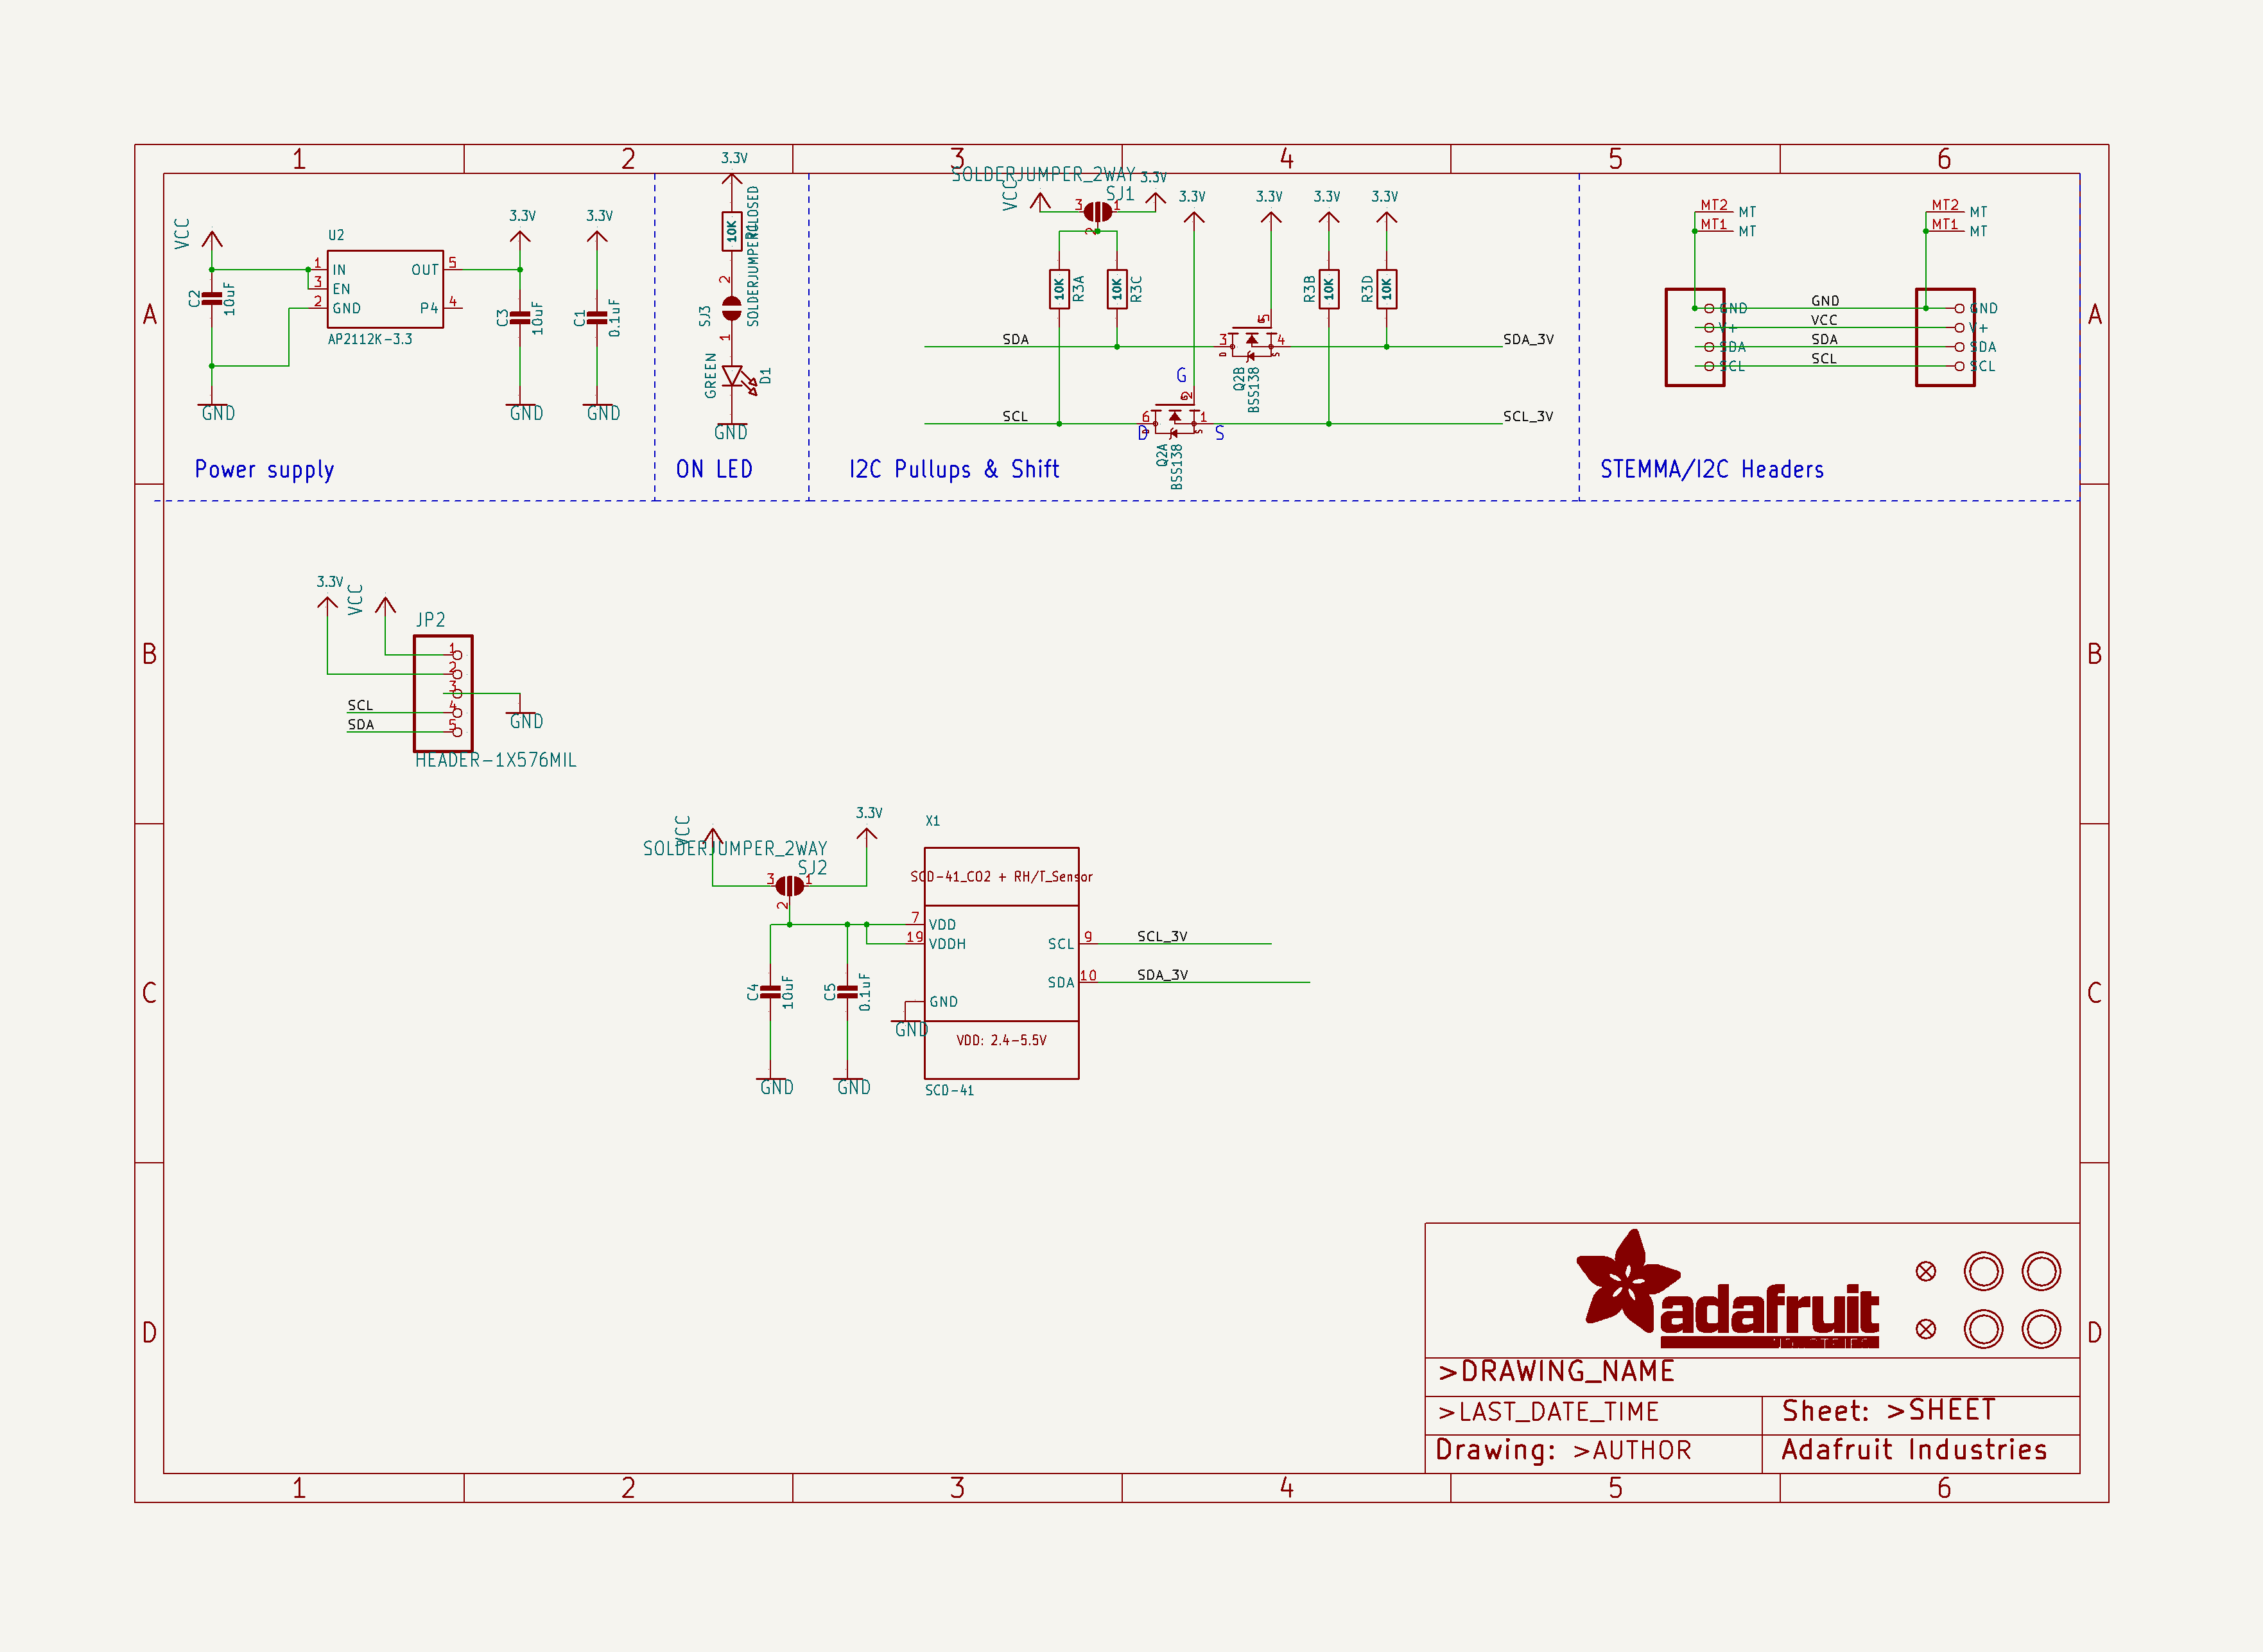 1 2 3 4 5 6
A
VCC
C2
10uF
GND
U2
1 IN
3 EN
2 GND
OUT 5
P4 4
AP2112K-3.3
3.3V
C3
10uF
GND
3.3V
C1
0.1uF
GND
Power supply
3.3V
10K
2
SJ3
1
GREEN
D1
GND
ON LED
SOLDERJUMPER_2WAY
SJ1
VCC
3 1
2
3.3V
3.3V
3.3V
3.3V
3.3V
10K R3A
10K R3C
R3B 10K
R3D 10K
SDA
3 5 4
D G S
Q2B
BSS138
SDA_3V
SCL
G
6 2 1
D S
Q2A
BSS138
SCL_3V
I2C Pullups & Shift
MT2 MT
MT1 MT
GND
V+
SDA
SCL
GND
VCC
SDA
SCL
MT2 MT
MT1 MT
GND
V+
SDA
SCL
STEMMA/I2C Headers
A
B
3.3V
VCC
JP2
1
2
3
4
5
SCL
SDA
GND
HEADER-1X576MIL
B
C
VCC
3.3V
SOLDERJUMPER_2WAY
SJ2
3 1
2
X1
SCD-41_CO2 + RH/T_Sensor
7 VDD
19 VDDH
GND
SCL 9
SDA 10
SCL_3V
SDA_3V
C4
10uF
GND
C5
0.1uF
GND
GND
VDD: 2.4-5.5V
SCD-41
C
D
adafruit
>DRAWING_NAME
>LAST_DATE_TIME
Sheet: >SHEET
Drawing: >AUTHOR
Adafruit Industries
D
1 2 3 4 5 6